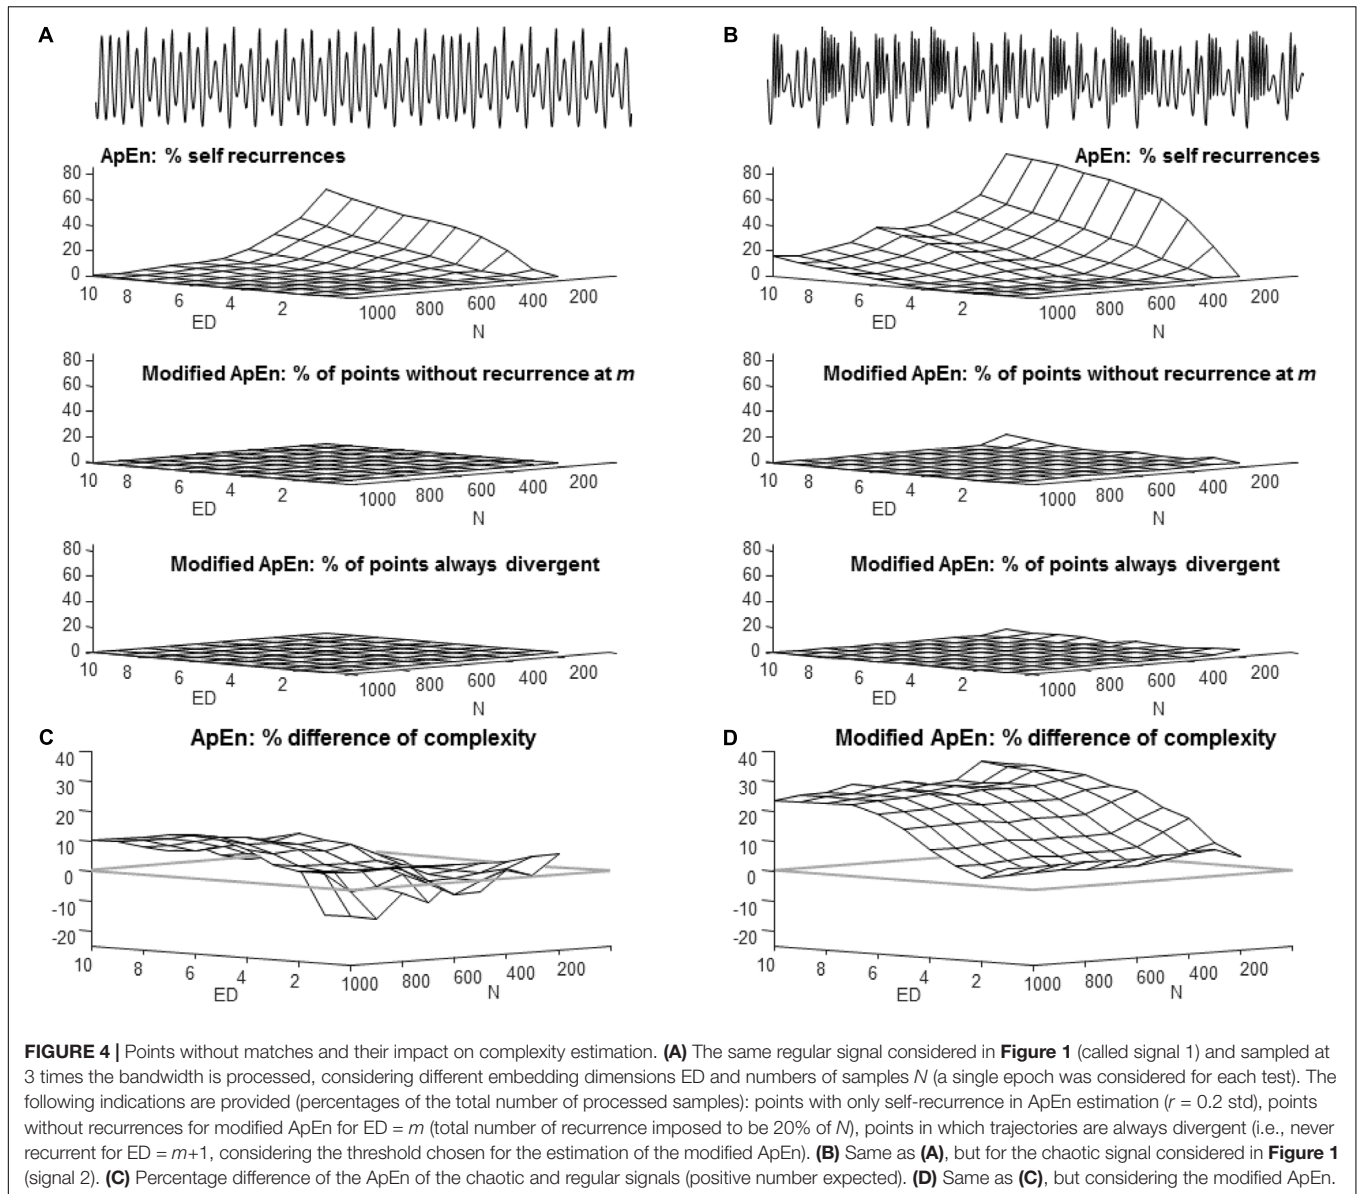 A
B
ApEn: % self recurrences
80
60
40
20
0
10 8 6 4 2
ED
1000 800 600 400 200
N
ApEn: % self recurrences
80
60
40
20
0
10 8 6 4 2
ED
1000 800 600 400 200
N
Modified ApEn: % of points without recurrence at m
80
60
40
20
0
10 8 6 4 2
ED
1000 800 600 400 200
N
Modified ApEn: % of points without recurrence at m
80
60
40
20
0
10 8 6 4 2
ED
1000 800 600 400 200
N
Modified ApEn: % of points always divergent
80
60
40
20
0
10 8 6 4 2
ED
1000 800 600 400 200
N
Modified ApEn: % of points always divergent
80
60
40
20
0
10 8 6 4 2
ED
1000 800 600 400 200
N
C
ApEn: % difference of complexity
40
30
20
10
0
-10
-20
10 8 6 4 2
ED
1000 800 600 400 200
N
D
Modified ApEn: % difference of complexity
40
30
20
10
0
-10
-20
10 8 6 4 2
ED
1000 800 600 400 200
N
FIGURE 4 | Points without matches and their impact on complexity estimation. (A) The same regular signal considered in Figure 1 (called signal 1) and sampled at
3 times the bandwidth is processed, considering different embedding dimensions ED and numbers of samples N (a single epoch was considered for each test). The
following indications are provided (percentages of the total number of processed samples): points with only self-recurrence in ApEn estimation (r = 0.2 std), points
without recurrences for modified ApEn for ED = m (total number of recurrence imposed to be 20% of N), points in which trajectories are always divergent (i.e., never
recurrent for ED = m+1, considering the threshold chosen for the estimation of the modified ApEn). (B) Same as (A), but for the chaotic signal considered in Figure 1
(signal 2). (C) Percentage difference of the ApEn of the chaotic and regular signals (positive number expected). (D) Same as (C), but considering the modified ApEn.